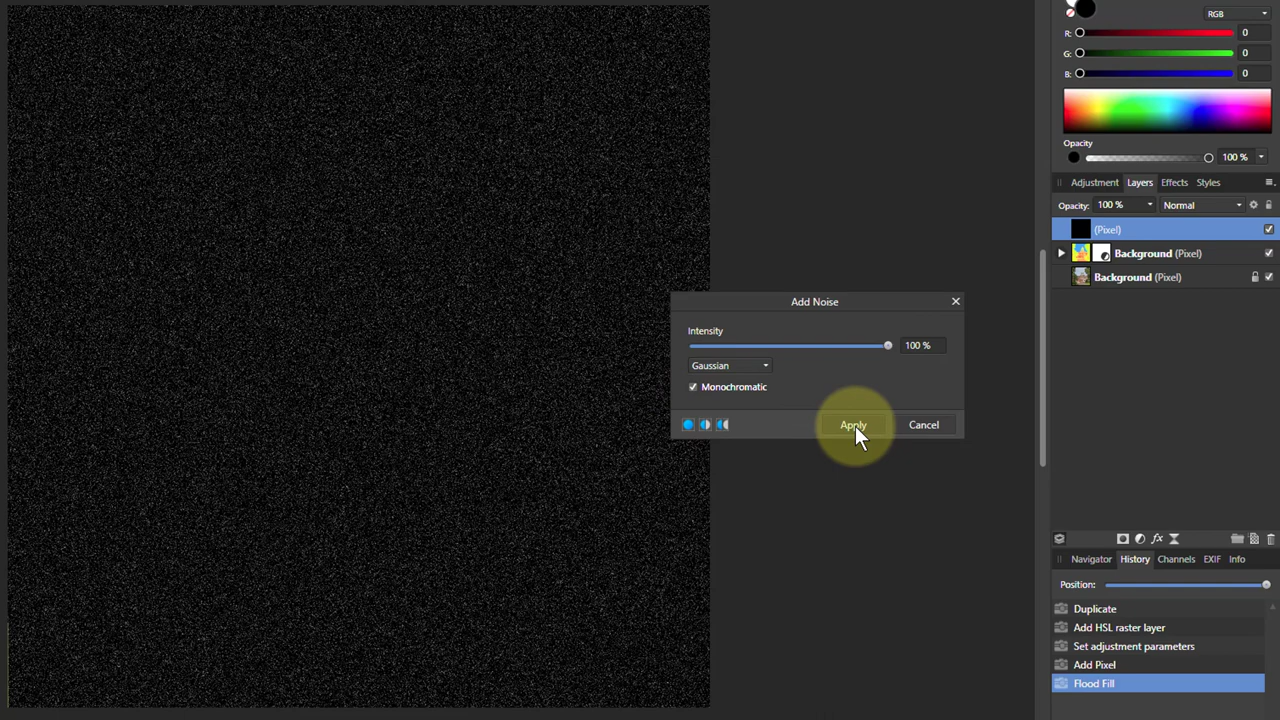 RGB
R: 0
G: 0
B: 0
Opacity
100 %
Adjustment Layers Effects Styles
Opacity: 100 % Normal
(Pixel)
Background (Pixel)
Background (Pixel)
Add Noise
Intensity
100 %
Gaussian
Monochromatic
Apply Cancel
fx
Navigator History Channels EXIF Info
Position:
Duplicate
Add HSL raster layer
Set adjustment parameters
Add Pixel
Flood Fill